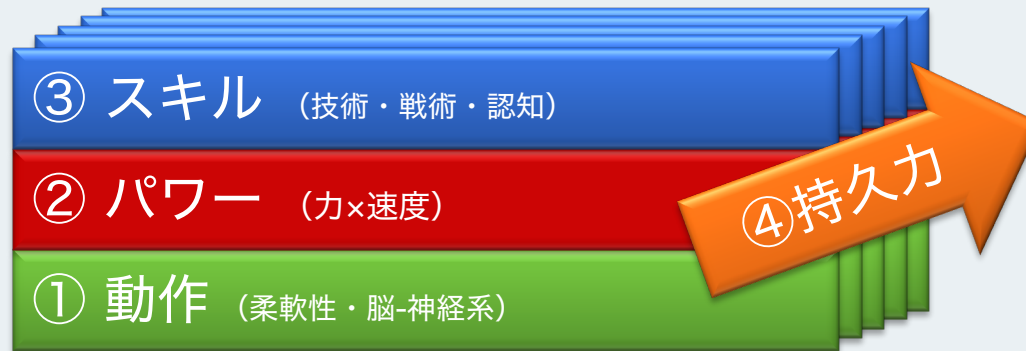 ③ スキル （技術・戦術・認知）
② パワー （力×速度）
④持久力
① 動作 （柔軟性・脳-神経系）